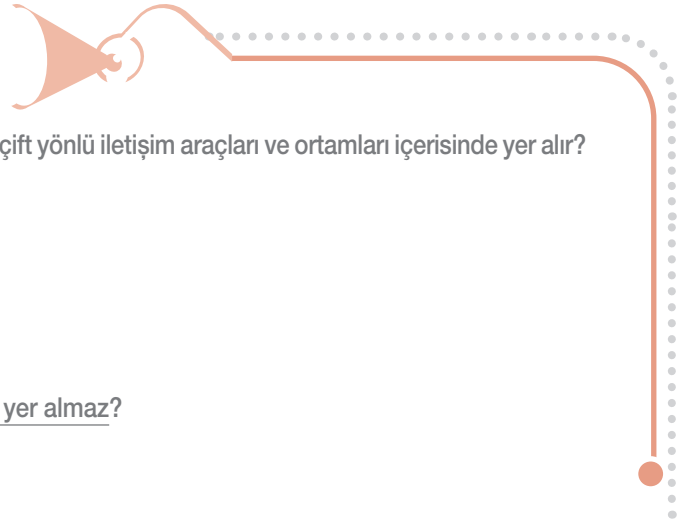 çift yönlü iletişim araçları ve ortamları içerisinde yer alır?
yer almaz?